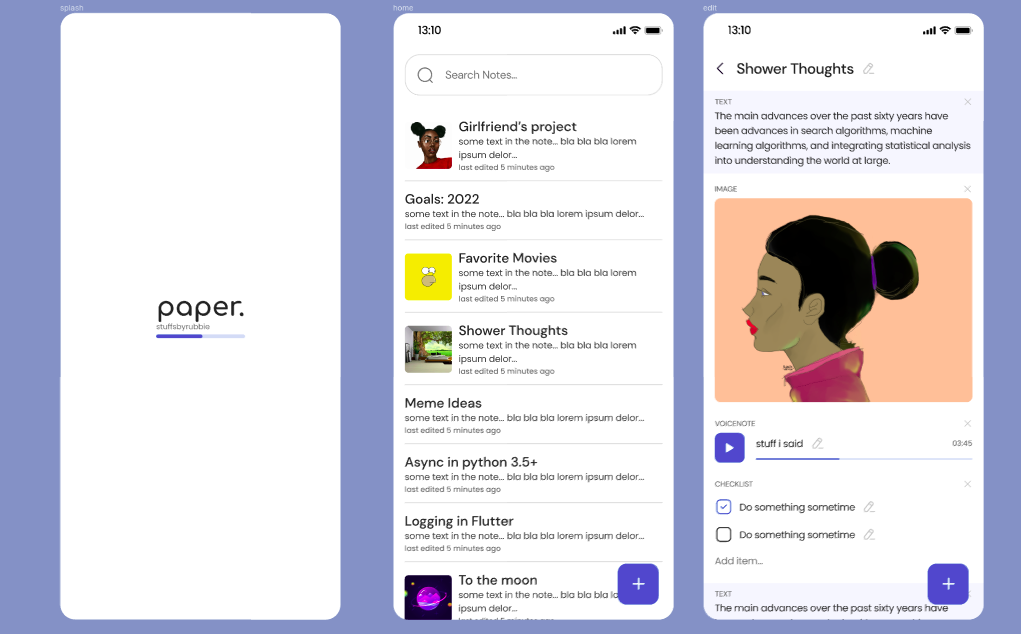 splash
paper.
stuffsbyrubbie
home
13:10
Search Notes...
Girlfriend's project
some text in the note... bla bla bla lorem
ipsum delor...
last edited 5 minutes ago
Goals: 2022
some text in the note... bla bla bla lorem ipsum delor...
last edited 5 minutes ago
Favorite Movies
some text in the note... bla bla bla lorem
ipsum delor...
last edited 5 minutes ago
Shower Thoughts
some text in the note... bla bla bla lorem
ipsum delor...
last edited 5 minutes ago
Meme Ideas
some text in the note... bla bla bla lorem ipsum delor...
last edited 5 minutes ago
Async in python 3.5+
some text in the note... bla bla bla lorem ipsum delor...
last edited 5 minutes ago
Logging in Flutter
some text in the note... bla bla bla lorem ipsum delor...
last edited 5 minutes ago
To the moon
some text in the note... bla bla bla lo
ipsum delor...
edit
13:10
Shower Thoughts
TEXT
The main advances over the past sixty years have
been advances in search algorithms, machine
learning algorithms, and integrating statistical analysis
into understanding the world at large.
IMAGE
VOICENOTE
stuff i said
03:45
CHECKLIST
Do something sometime
Do something sometime
Add item...
TEXT
The main advances over the past sixty years have